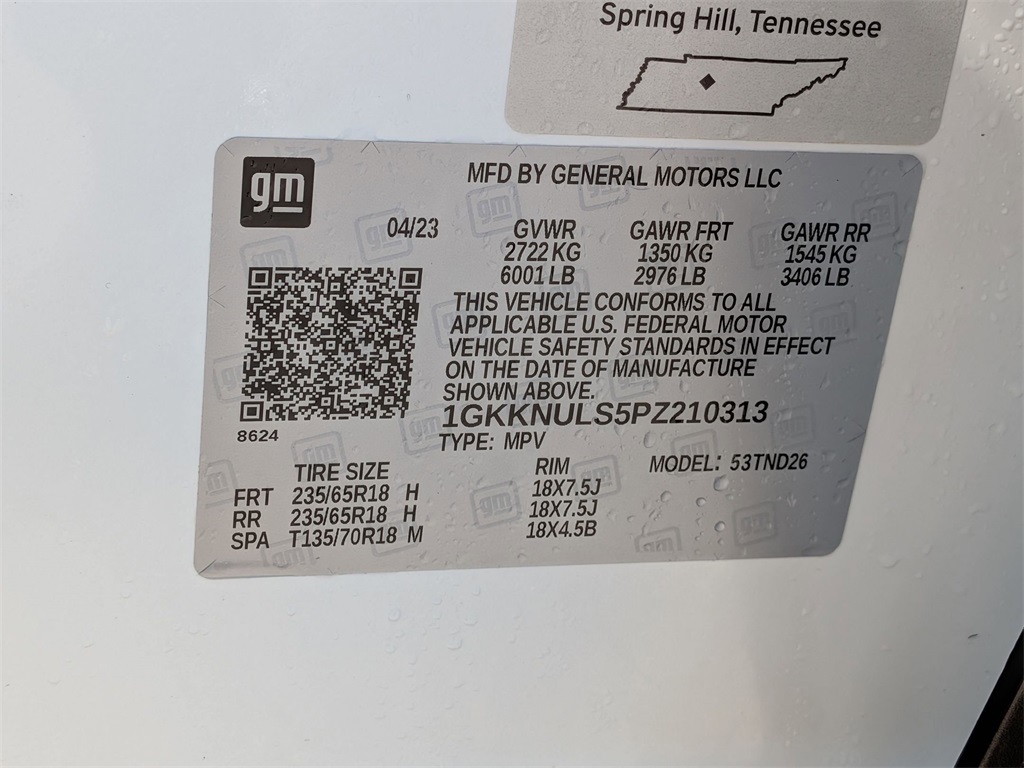 Spring Hill, Tennessee
gm
MFD BY GENERAL MOTORS LLC
04/23 GVWR GAWR FRT GAWR RR
2722 KG 1350 KG 1545 KG
6001 LB 2976 LB 3406 LB
THIS VEHICLE CONFORMS TO ALL
APPLICABLE U.S. FEDERAL MOTOR
VEHICLE SAFETY STANDARDS IN EFFECT
ON THE DATE OF MANUFACTURE
SHOWN ABOVE.
1GKKNULS5PZ210313
8624
TYPE: MPV
TIRE SIZE RIM MODEL: 53TND26
FRT 235/65R18 H 18X7.5J
RR 235/65R18 H 18X7.5J
SPA T135/70R18 M 18X4.5B